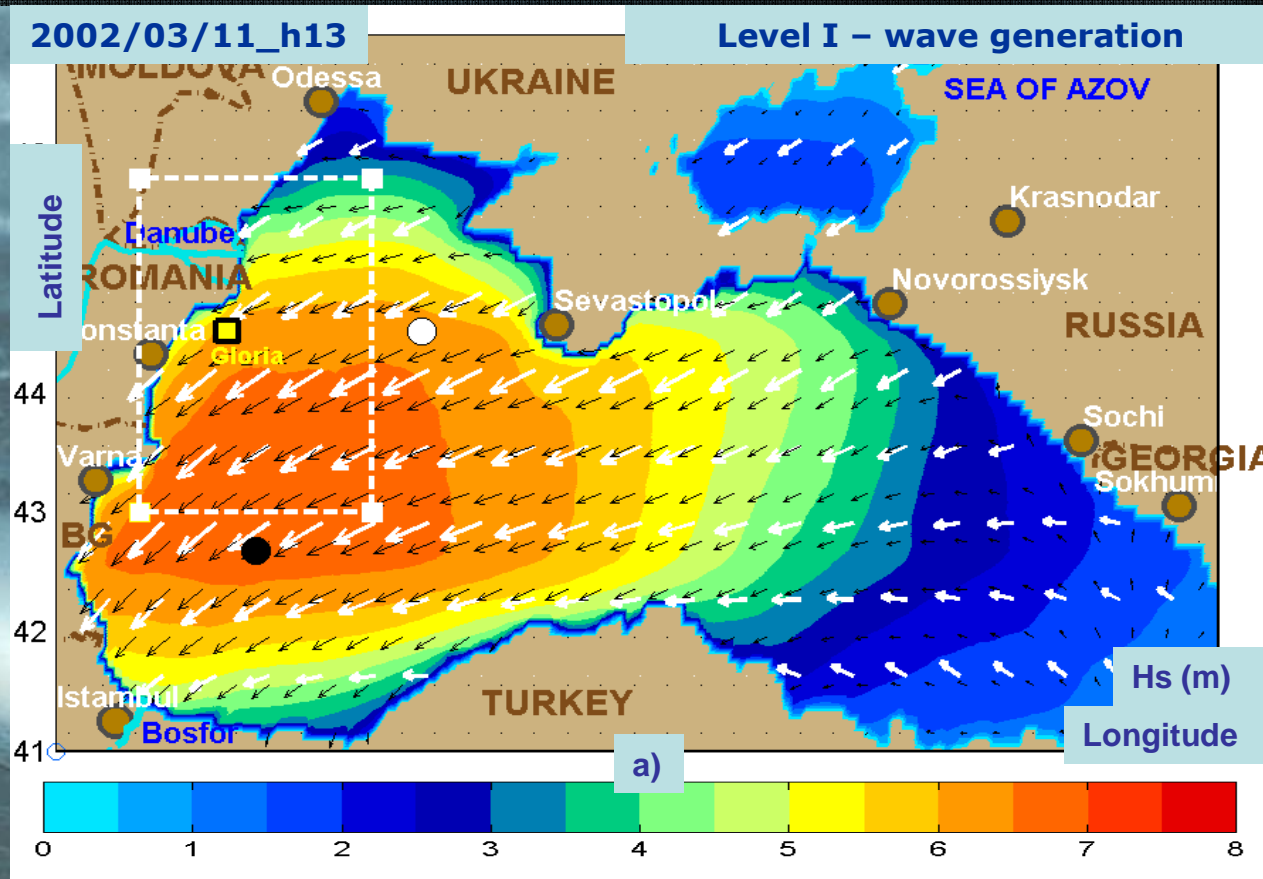 2002/03/11_h13
Level I – wave generation
MOLDOVA
Odessa
UKRAINE
SEA OF AZOV
Krasnodar
Latitude
Danube
ROMANIA
Novorossiysk
Sevastopol
RUSSIA
onstanta
Gloria
44
Sochi
GEORGIA
Varna
Sokhumi
43
BG
42
Hs (m)
Istambul
TURKEY
Bosfor
Longitude
41
a)
0 1 2 3 4 5 6 7 8